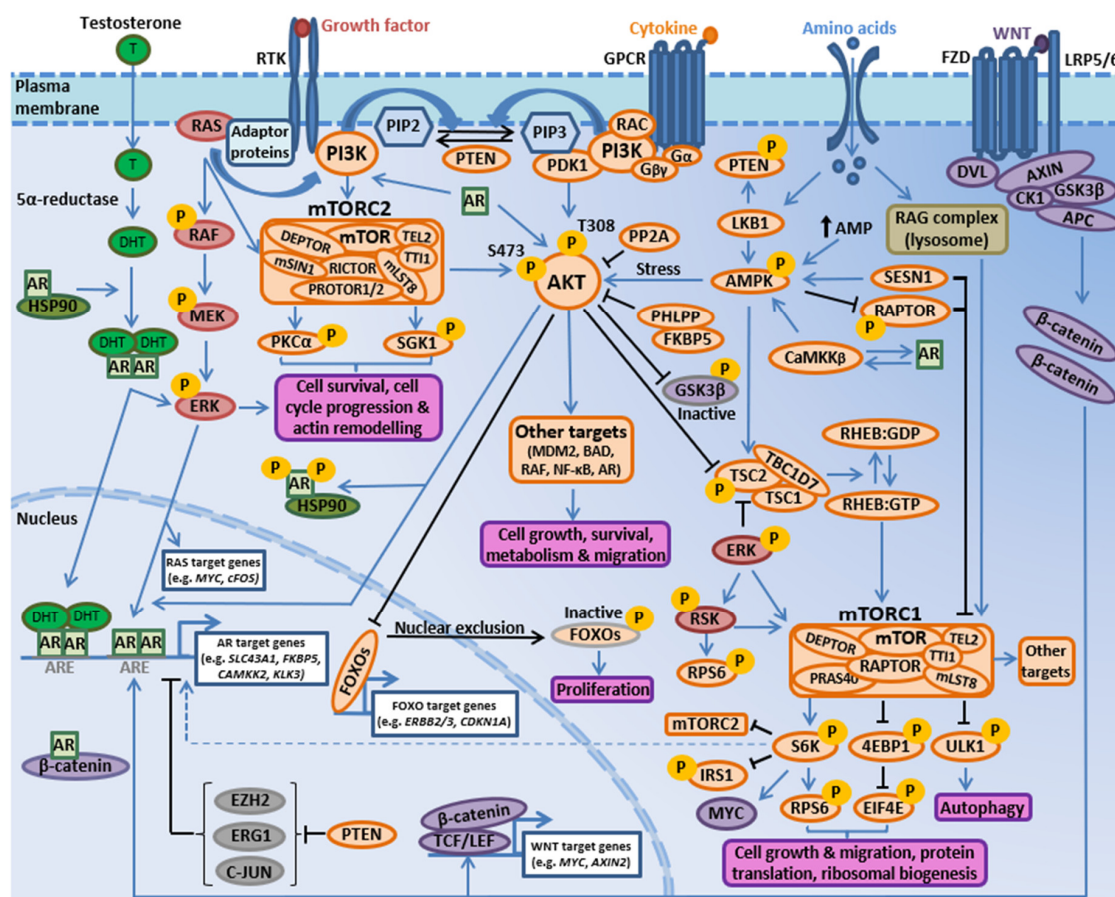 Testosterone
Growth factor
Cytokine
Amino acids
WNT
T
RTK
GPCR
FZD
LRP5/6
Plasma
membrane
RAS
Adaptor
proteins
PI3K
PIP2
PTEN
PIP3
PDK1
PI3K
RAC
Gα
Gβγ
PTEN
P
DVL
AXIN
CK1
GSK3β
APC
T
5α-reductase
DHT
AR
HSP90
DHT
DHT
AR
AR
P
RAF
P
MEK
P
ERK
mTORC2
DEPTOR
mTOR
TEL2
TTI1
mSIN1
RICTOR
mLST8
PROTOR1/2
PKCα
P
SGK1
P
Cell survival, cell
cycle progression &
actin remodelling
AR
S473
T308
P
P
AKT
PP2A
Stress
PHLPP
FKBP5
P
GSK3β
Inactive
LKB1
AMP
AMPK
P
RAG complex
(lysosome)
SESN1
RAPTOR
P
CaMKKβ
AR
β-catenin
β-catenin
Other targets
(MDM2, BAD,
RAF, NF-κB, AR)
Cell growth, survival,
metabolism & migration
TSC2
TBC1D7
TSC1
P
RHEB:GDP
RHEB:GTP
ERK
P
P
RSK
RPS6
P
P
P
AR
HSP90
Nucleus
RAS target genes
(e.g. MYC, cFOS)
DHT
DHT
AR
AR
ARE
AR
AR
ARE
AR target genes
(e.g. SLC43A1, FKBP5,
CAMKK2, KLK3)
FOXOs
Nuclear exclusion
Inactive
FOXOs
P
Proliferation
FOXO target genes
(e.g. ERBB2/3, CDKN1A)
mTORC1
DEPTOR
mTOR
TEL2
TTI1
RAPTOR
PRAS40
mLST8
Other
targets
mTORC2
S6K
P
4EBP1
P
ULK1
P
P
IRS1
MYC
RPS6
P
EIF4E
P
Autophagy
Cell growth & migration, protein
translation, ribosomal biogenesis
AR
β-catenin
EZH2
ERG1
C-JUN
PTEN
β-catenin
TCF/LEF
WNT target genes
(e.g. MYC, AXIN2)